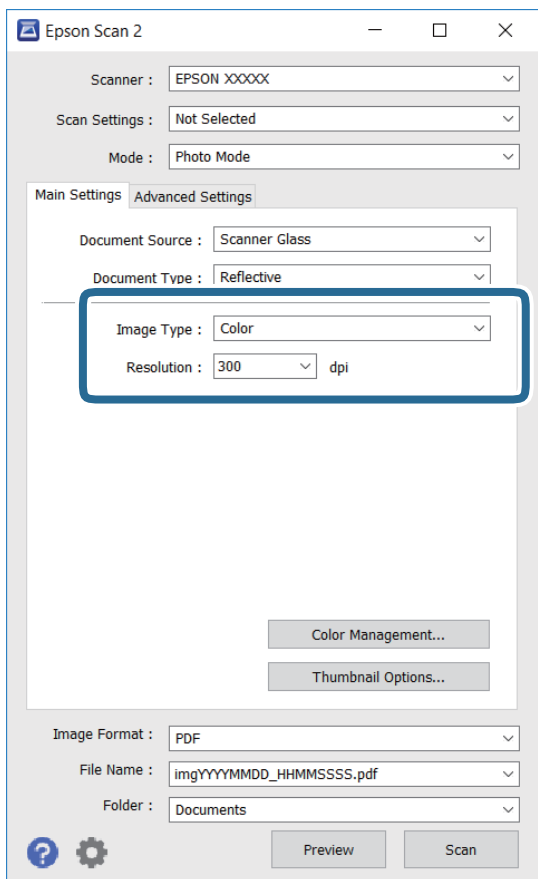 Epson Scan 2
Scanner : EPSON XXXXX
Scan Settings : Not Selected
Mode : Photo Mode
Main Settings Advanced Settings
Document Source : Scanner Glass
Document Type : Reflective
Image Type : Color
Resolution : 300 dpi
Color Management...
Thumbnail Options...
Image Format : PDF
File Name : imgYYYYMMDD_HHMMSSSS.pdf
Folder : Documents
? Preview Scan